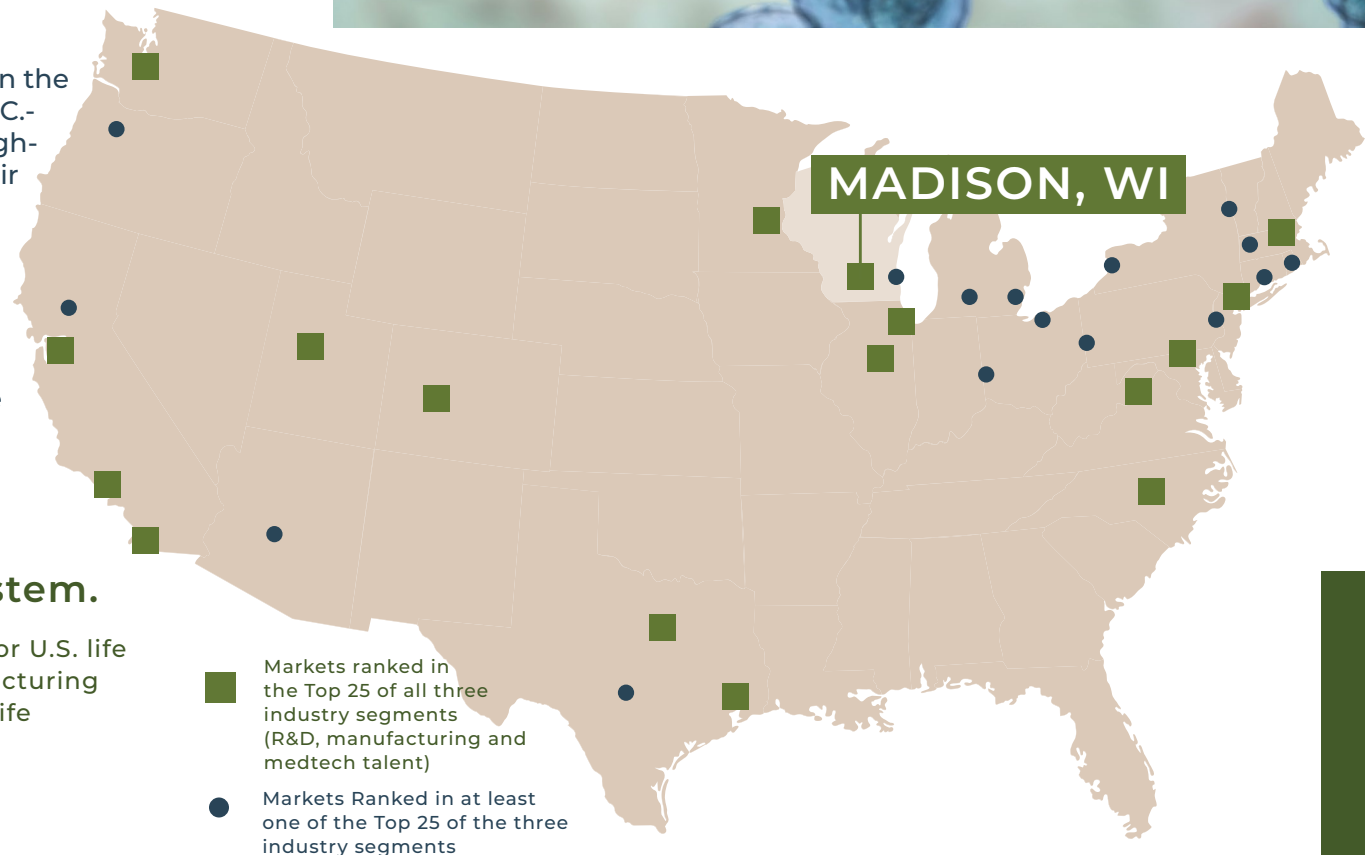 n the
C.-
gh-
ir
MADISON, WI
stem.
or U.S. life
cturing
ife
Markets ranked in
the Top 25 of all three
industry segments
(R&D, manufacturing and
medtech talent)
Markets Ranked in at least
one of the Top 25 of the three
industry segments